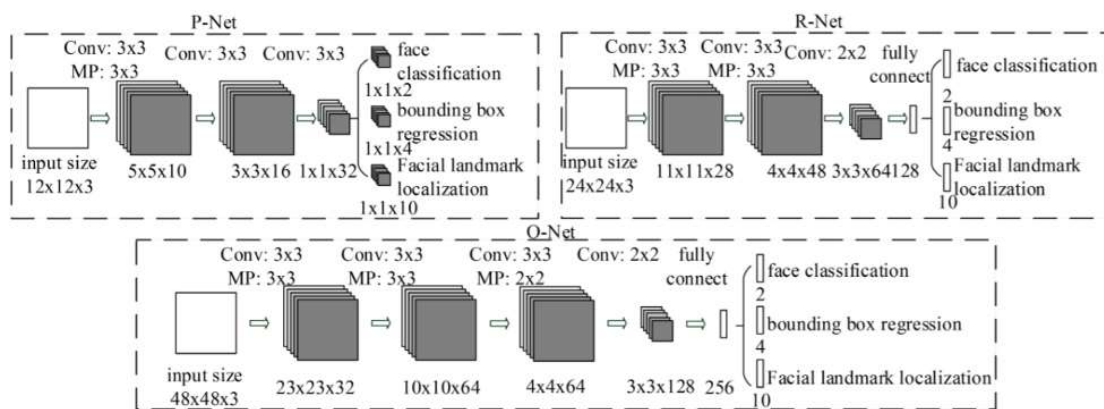 P-Net
Conv: 3x3 Conv: 3x3 Conv: 3x3
MP: 3x3
face
classification
1x1x2
bounding box
regression
1x1x4
Facial landmark
localization
1x1x10
input size
12x12x3
5x5x10
3x3x16
1x1x32
R-Net
Conv: 3x3 Conv: 3x3 Conv: 2x2 fully
MP: 3x3 MP: 3x3 connect
face classification
2
bounding box
regression
4
Facial landmark
localization
10
input size
24x24x3
11x11x28
4x4x48
3x3x64
128
O-Net
Conv: 3x3 Conv: 3x3 Conv: 3x3 Conv: 2x2 fully
MP: 3x3 MP: 3x3 MP: 2x2 connect
face classification
2
bounding box regression
4
Facial landmark localization
10
input size
48x48x3
23x23x32
10x10x64
4x4x64
3x3x128
256